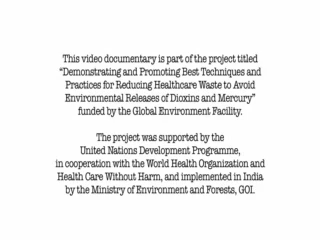 This video documentary is part of the project titled
“Demonstrating and Promoting Best Techniques and
Practices for Reducing Healthcare Waste to Avoid
Environmental Releases of Dioxins and Mercury”
funded by the Global Environment Facility.
The project was supported by the
United Nations Development Programme,
in cooperation with the World Health Organization and
Health Care Without Harm, and implemented in India
by the Ministry of Environment and Forests, GOI.